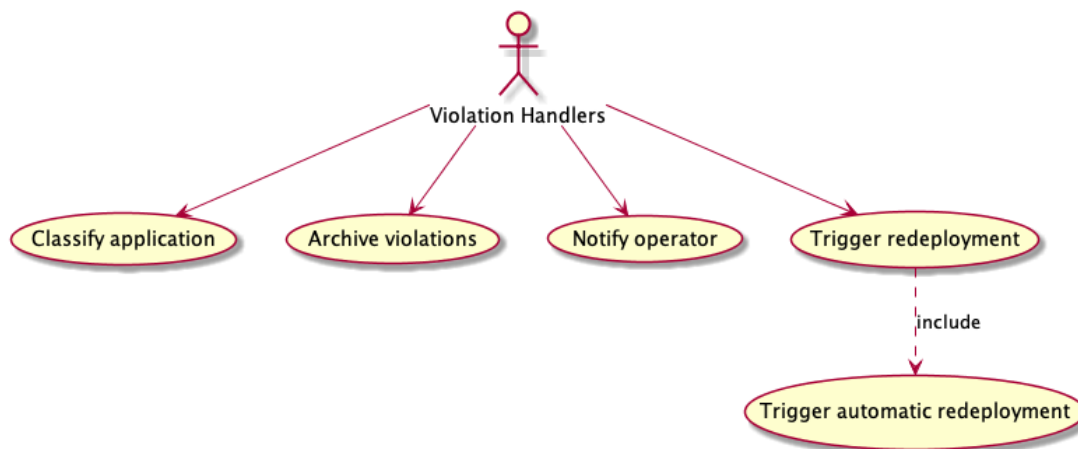 Violation Handlers
Classify application
Archive violations
Notify operator
Trigger redeployment
include
Trigger automatic redeployment